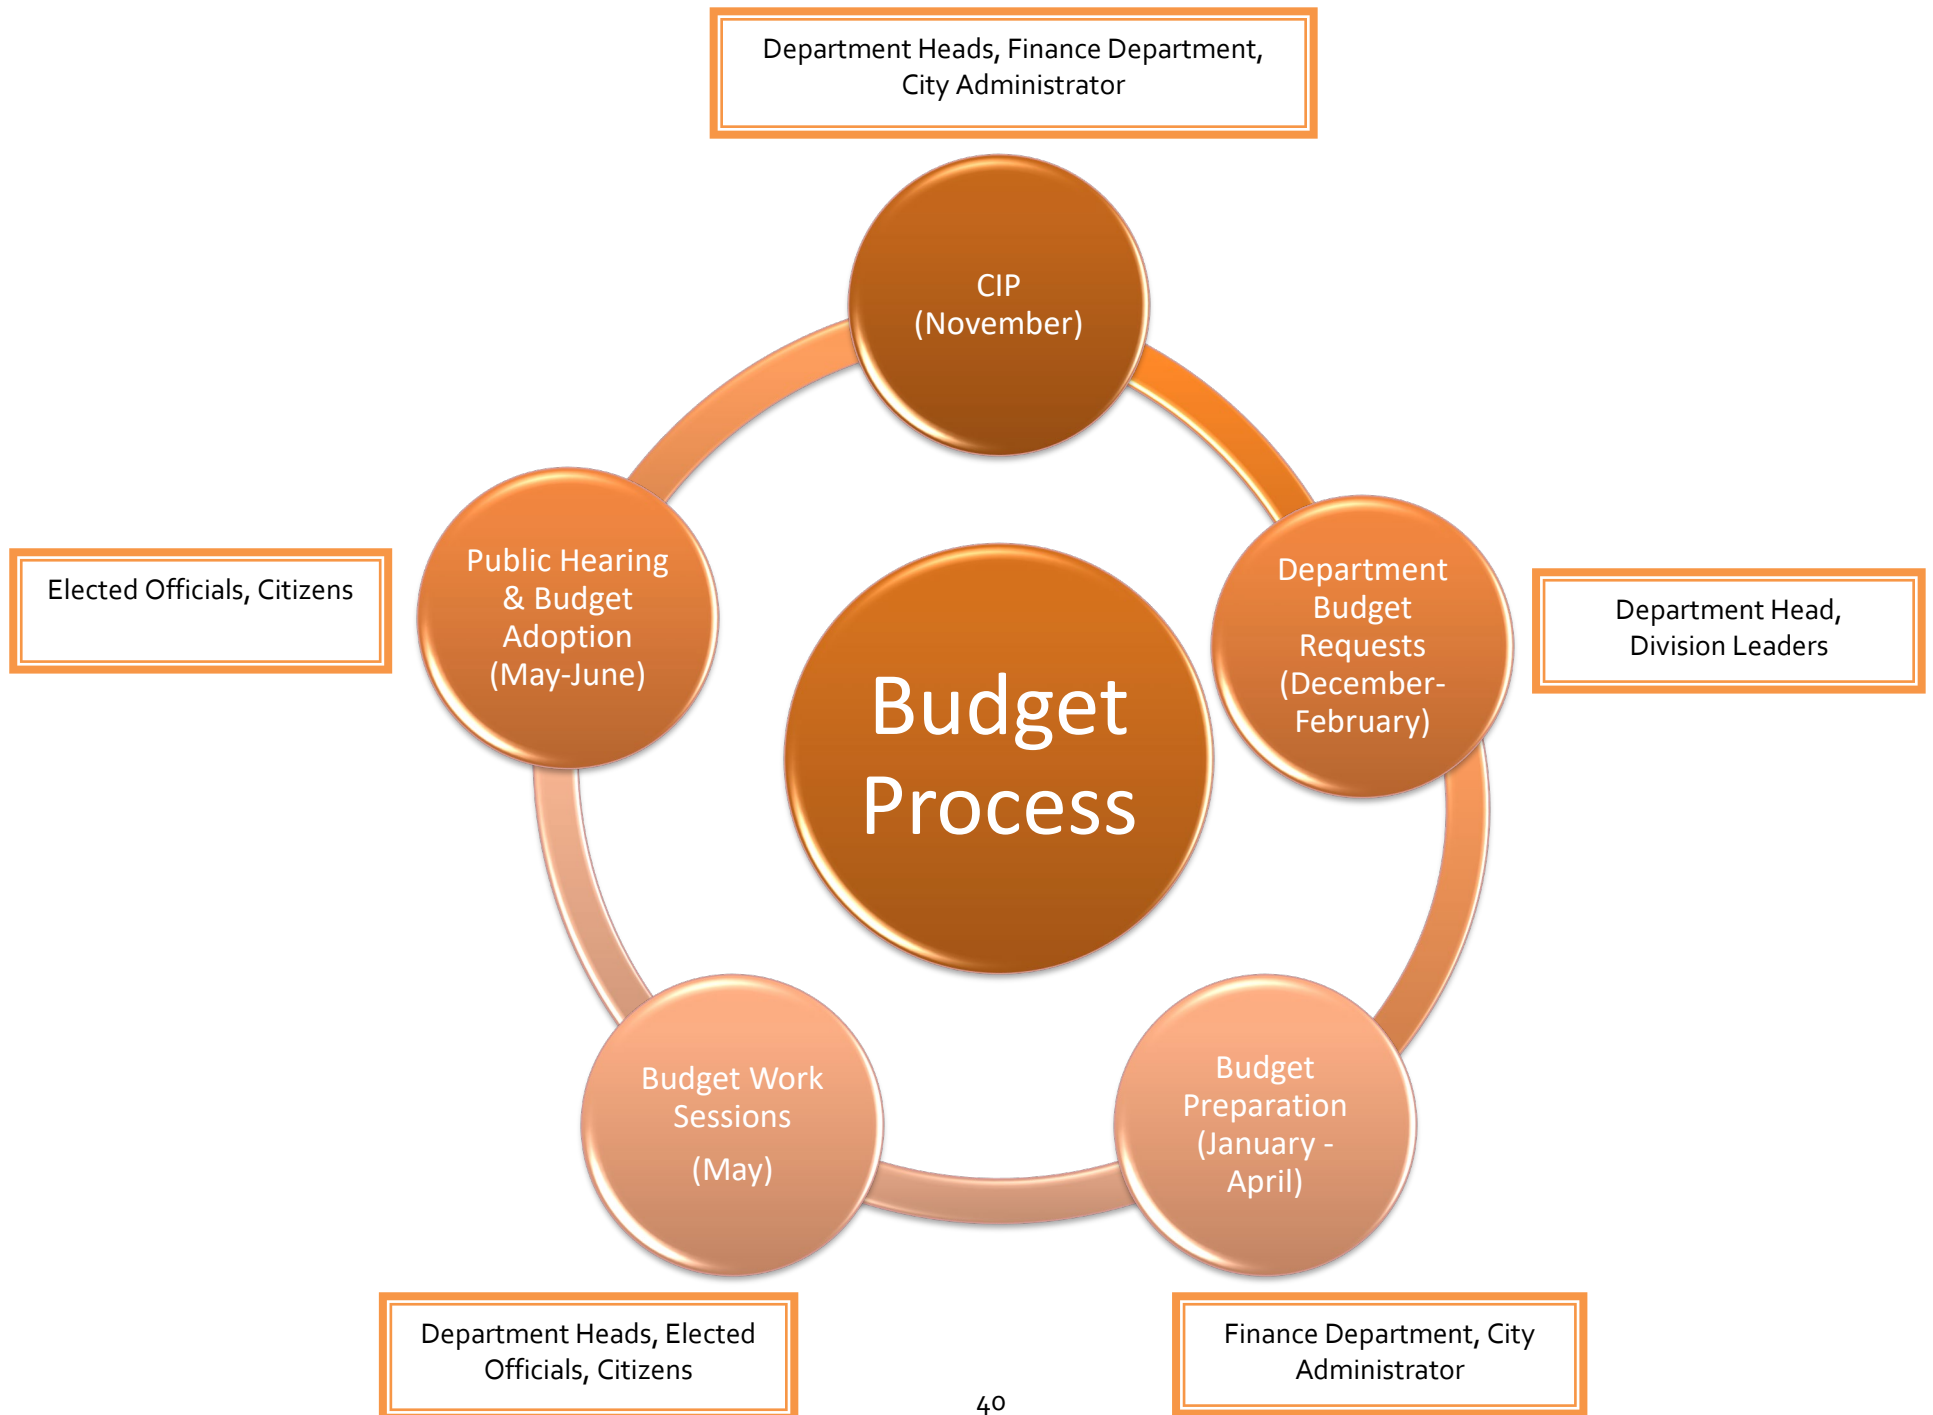 Department Heads, Finance Department,
City Administrator
CIP
(November)
Department
Budget
Requests
(December-
February)
Department Head,
Division Leaders
Budget
Preparation
(January -
April)
Finance Department, City
Administrator
Budget Work
Sessions
(May)
Department Heads, Elected
Officials, Citizens
Public Hearing
& Budget
Adoption
(May-June)
Elected Officials, Citizens
Budget
Process
40